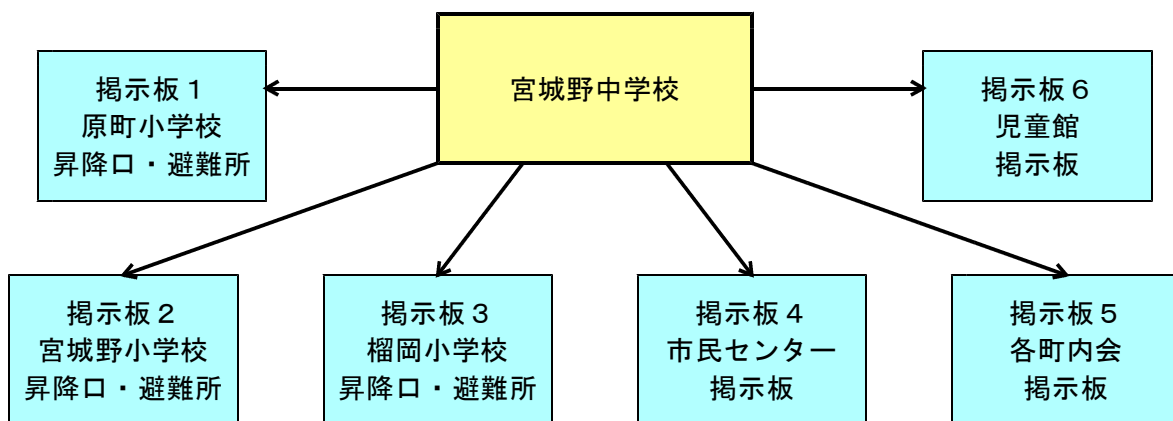 宮城野中学校
掲示板1
原町小学校
昇降口・避難所
掲示板6
児童館
掲示板
掲示板2
宮城野小学校
昇降口・避難所
掲示板3
榴岡小学校
昇降口・避難所
掲示板4
市民センター
掲示板
掲示板5
各町内会
掲示板